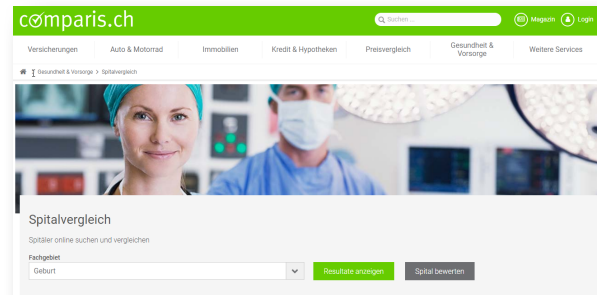 comparis.ch
Suchen ...
Magazin
Login
Versicherungen
Auto & Motorrad
Immobilien
Kredit & Hypotheken
Preisvergleich
Gesundheit &
Vorsorge
Weitere Services
Gesundheit & Vorsorge > Spitalvergleich
Spitalvergleich
Spitäler online suchen und vergleichen
Fachgebiet
Geburt
Resultate anzeigen
Spital bewerten